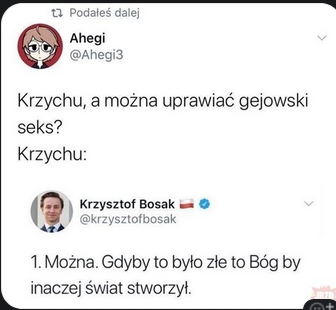 Podałeś dalej
Ahegi
@Ahegi3
Krzychu, a można uprawiać gejowski
seks?
Krzychu:
Krzysztof Bosak 🇵🇱
@krzysztofbosak
1. Można. Gdyby to było złe to Bóg by
inaczej świat stworzył.